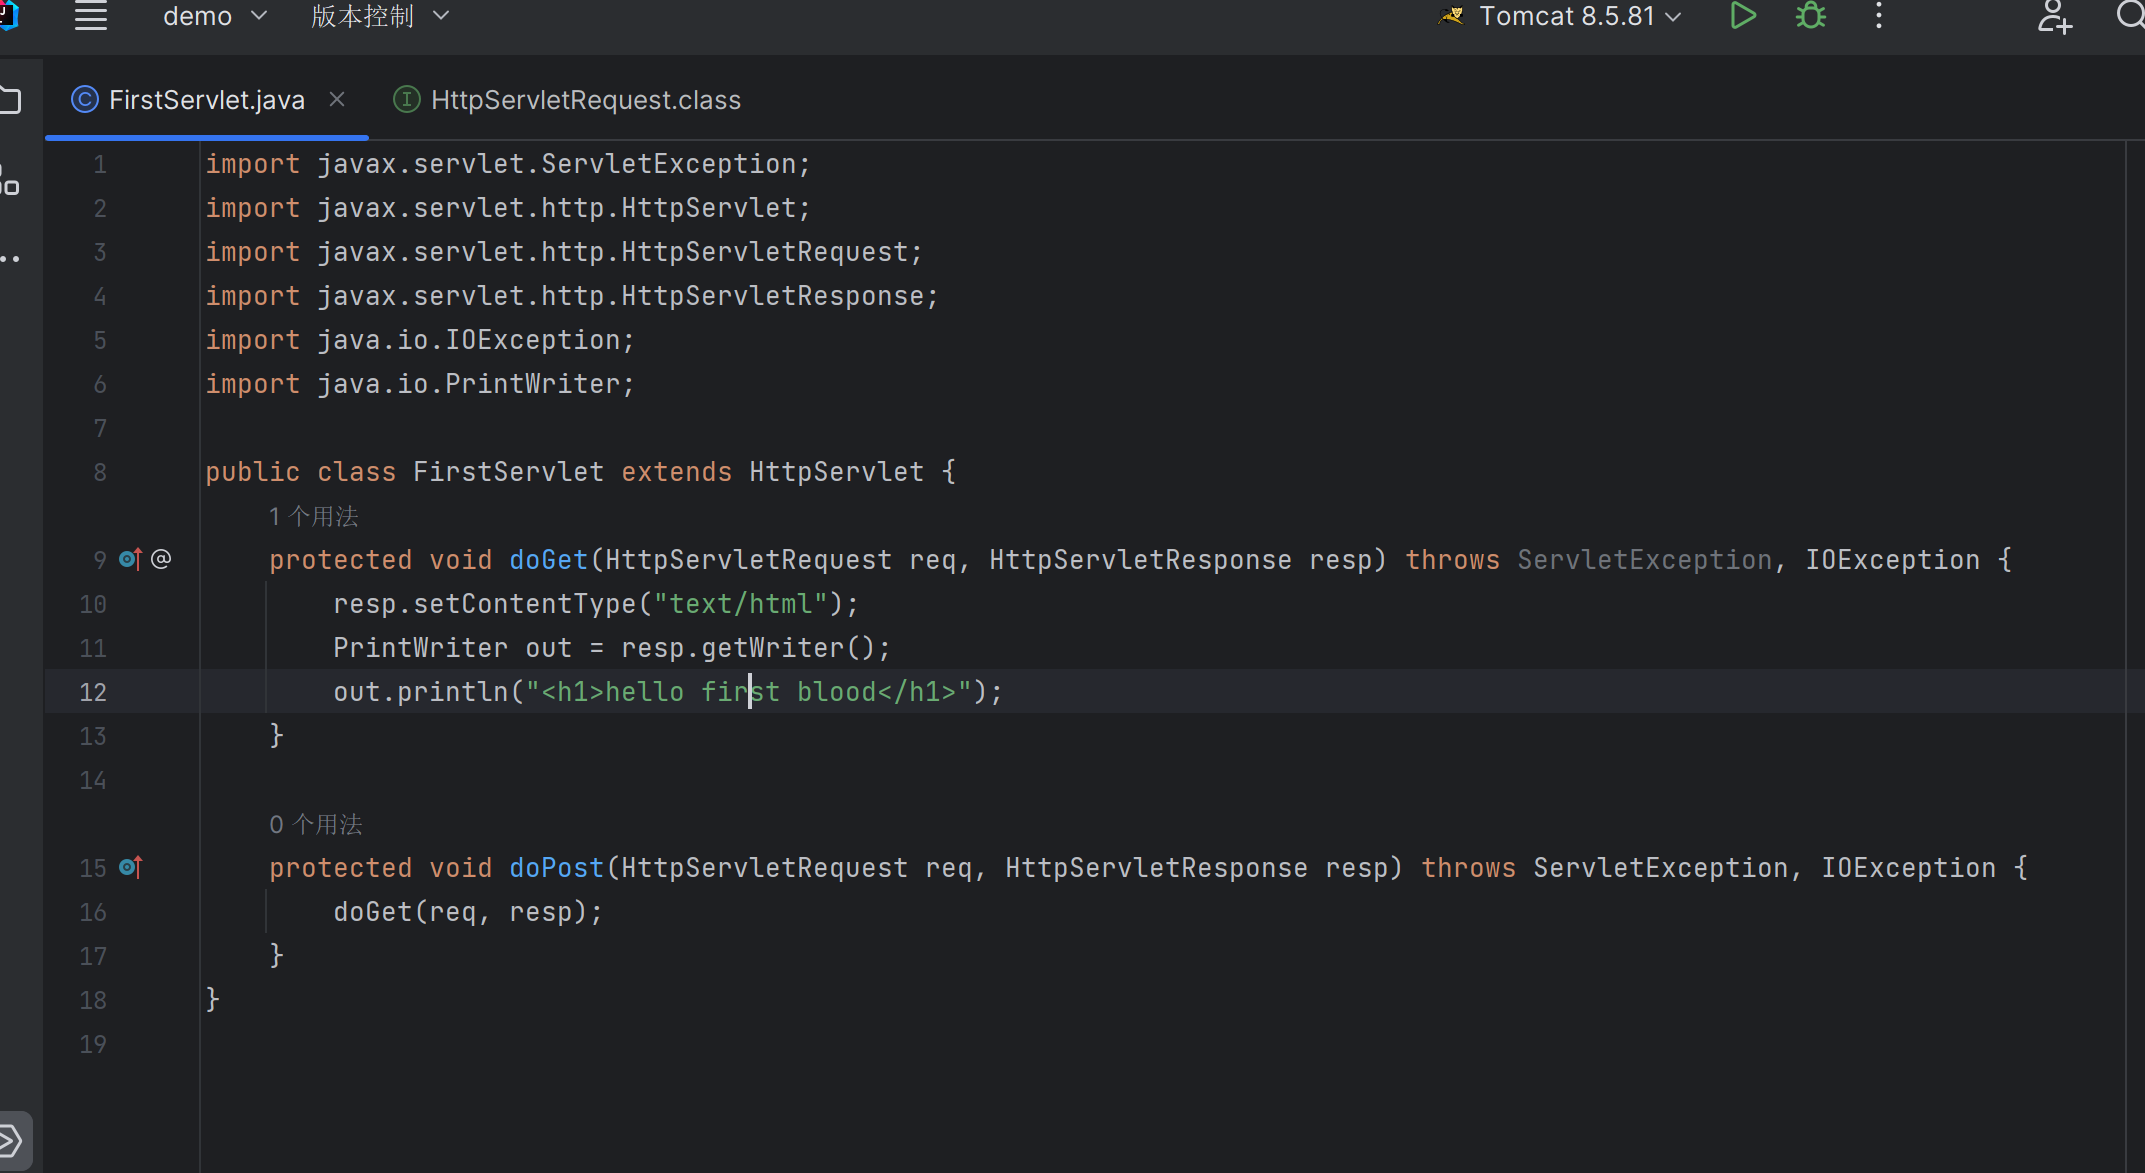 demo 版本控制 Tomcat 8.5.81
FirstServlet.java HttpServletRequest.class
1 import javax.servlet.ServletException;
2 import javax.servlet.http.HttpServlet;
3 import javax.servlet.http.HttpServletRequest;
4 import javax.servlet.http.HttpServletResponse;
5 import java.io.IOException;
6 import java.io.PrintWriter;
7
8 public class FirstServlet extends HttpServlet {
1 个用法
9 @ protected void doGet(HttpServletRequest req, HttpServletResponse resp) throws ServletException, IOException {
10 resp.setContentType("text/html");
11 PrintWriter out = resp.getWriter();
12 out.println("<h1>hello first blood</h1>");
13 }
14
0 个用法
15 protected void doPost(HttpServletRequest req, HttpServletResponse resp) throws ServletException, IOException {
16 doGet(req, resp);
17 }
18 }
19